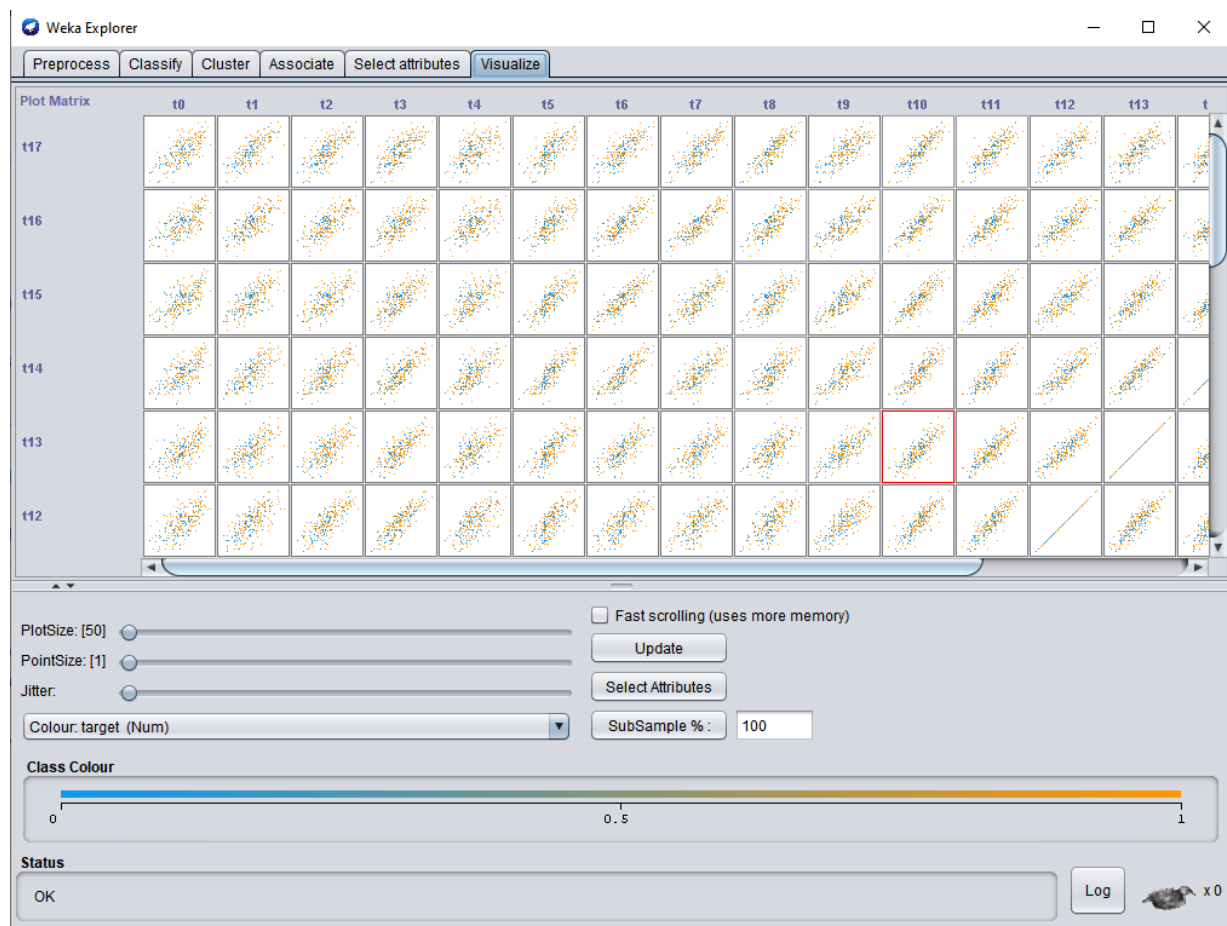 Weka Explorer
Preprocess Classify Cluster Associate Select attributes Visualize
Plot Matrix t0 t1 t2 t3 t4 t5 t6 t7 t8 t9 t10 t11 t12 t13 t
t17
t16
t15
t14
t13
t12
Fast scrolling (uses more memory)
PlotSize: [50]
Update
PointSize: [1]
Jitter:
Select Attributes
Colour: target (Num)
SubSample % : 100
Class Colour
0 0.5 1
Status
OK
Log x 0